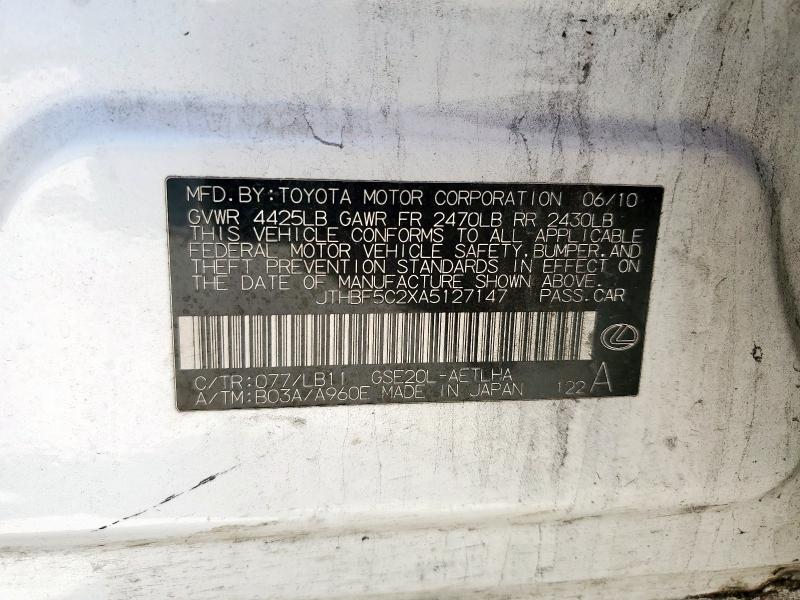 MFD.BY:TOYOTA MOTOR CORPORATION 06/10
GVWR 4425LB GAWR FR 2470LB RR 2430LB
THIS VEHICLE CONFORMS TO ALL APPLICABLE
FEDERAL MOTOR VEHICLE SAFETY, BUMPER, AND
THEFT PREVENTION STANDARDS IN EFFECT ON
THE DATE OF MANUFACTURE SHOWN ABOVE.
JTHBF5C2XA5127147 PASS.CAR
C/TR:077/LB11 GSE20L-AETLHA
A/TM:B03A/A960E MADE IN JAPAN 122 A